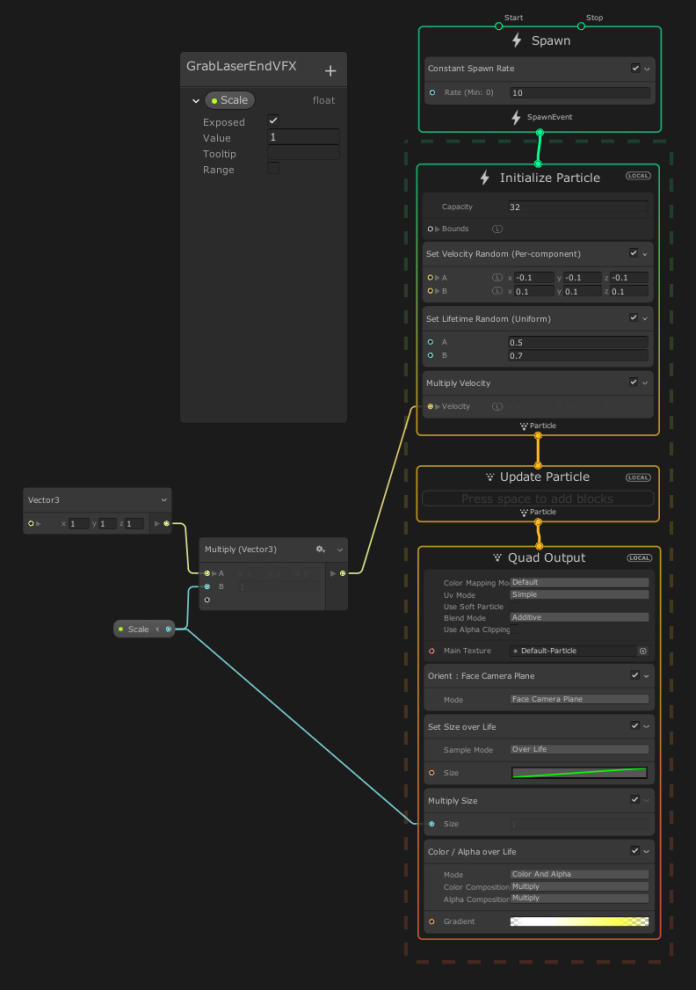 Start Stop
Spawn
Constant Spawn Rate
Rate (Min: 0) 10
SpawnEvent
GrabLaserEndVFX +
Scale float
Exposed
Value 1
Tooltip
Range
Initialize Particle LOCAL
Capacity 32
Bounds L
Set Velocity Random (Per-component)
A L x -0.1 y -0.1 z -0.1
B L x 0.1 y 0.1 z 0.1
Set Lifetime Random (Uniform)
A 0.5
B 0.7
Multiply Velocity
Velocity L
Particle
Update Particle LOCAL
Press space to add blocks
Particle
Vector3
x 1 y 1 z 1
Multiply (Vector3)
A
B 1
Scale
Quad Output LOCAL
Color Mapping Mo Default
Uv Mode Simple
Use Soft Particle
Blend Mode Additive
Use Alpha Clipping
Main Texture Default-Particle
Orient : Face Camera Plane
Mode Face Camera Plane
Set Size over Life
Sample Mode Over Life
Size
Multiply Size
Size 1
Color / Alpha over Life
Mode Color And Alpha
Color Composition Multiply
Alpha Composition Multiply
Gradient